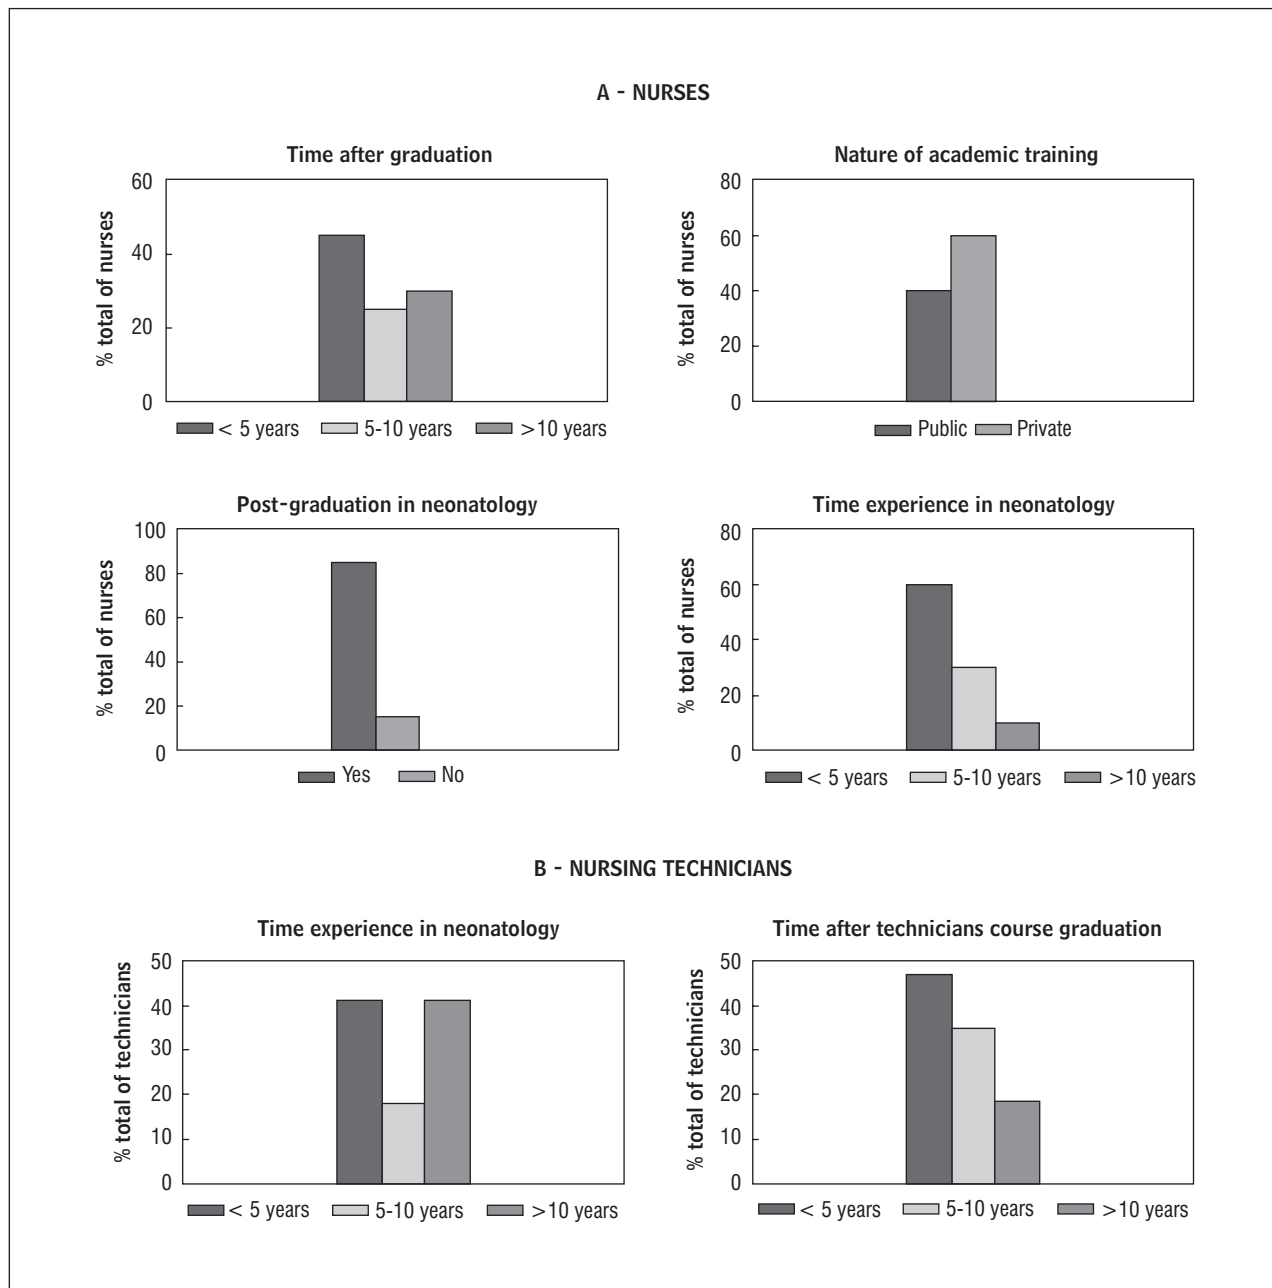 A - NURSES
Time after graduation
% total of nurses
60
40
20
0
< 5 years 5-10 years >10 years
Nature of academic training
% total of nurses
80
60
40
20
0
Public Private
Post-graduation in neonatology
% total of nurses
100
80
60
40
20
0
Yes No
Time experience in neonatology
% total of nurses
80
60
40
20
0
< 5 years 5-10 years >10 years
B - NURSING TECHNICIANS
Time experience in neonatology
% total of technicians
50
40
30
20
10
0
< 5 years 5-10 years >10 years
Time after technicians course graduation
% total of technicians
50
40
30
20
10
0
< 5 years 5-10 years >10 years